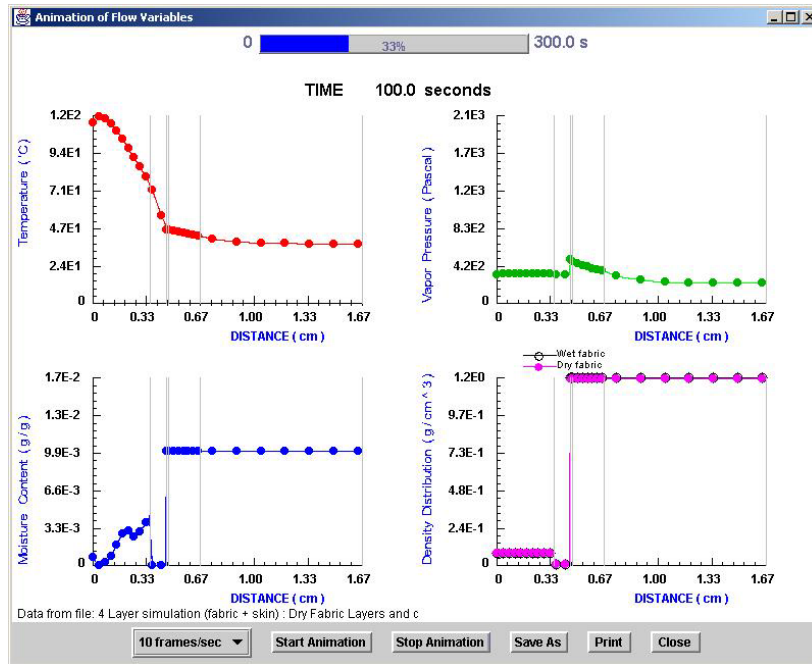 Animation of Flow Variables
0 33% 300.0 s
TIME 100.0 seconds
Temperature (°C)
1.2E2
9.4E1
7.1E1
4.7E1
2.4E1
0
0 0.33 0.67 1.00 1.33 1.67
DISTANCE ( cm )
Vapor Pressure ( Pascal )
2.1E3
1.7E3
1.2E3
8.3E2
4.2E2
0
0 0.33 0.67 1.00 1.33 1.67
DISTANCE ( cm )
Moisture Content ( g / g )
1.7E-2
1.3E-2
9.9E-3
6.6E-3
3.3E-3
0
0 0.33 0.67 1.00 1.33 1.67
DISTANCE ( cm )
Wet fabric
Dry fabric
Density Distribution ( g / cm ^ 3 )
1.2E0
9.7E-1
7.3E-1
4.8E-1
2.4E-1
0
0 0.33 0.67 1.00 1.33 1.67
DISTANCE ( cm )
Data from file: 4 Layer simulation (fabric + skin) : Dry Fabric Layers and c
10 frames/sec Start Animation Stop Animation Save As Print Close